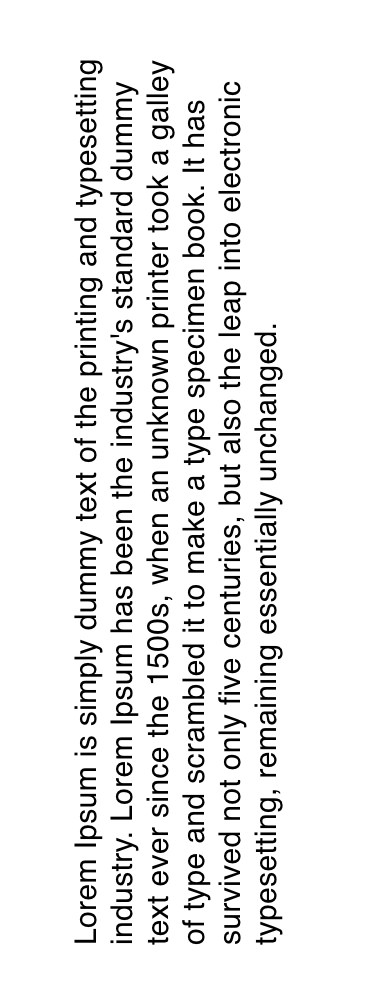 Lorem Ipsum is simply dummy text of the printing and typesetting
industry. Lorem Ipsum has been the industry's standard dummy
text ever since the 1500s, when an unknown printer took a galley
of type and scrambled it to make a type specimen book. It has
survived not only five centuries, but also the leap into electronic
typesetting, remaining essentially unchanged.